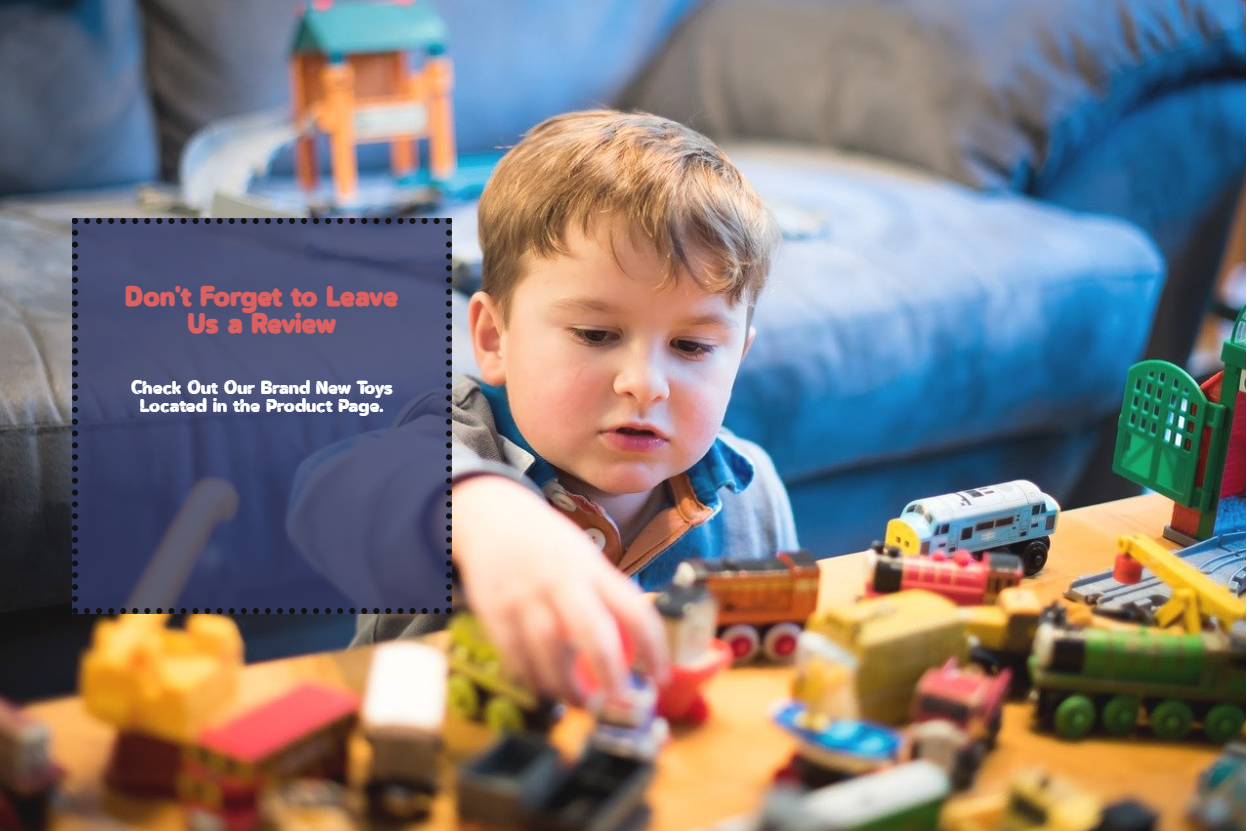 Don't Forget to Leave
Us a Review
Check Out Our Brand New Toys
Located in the Product Page.